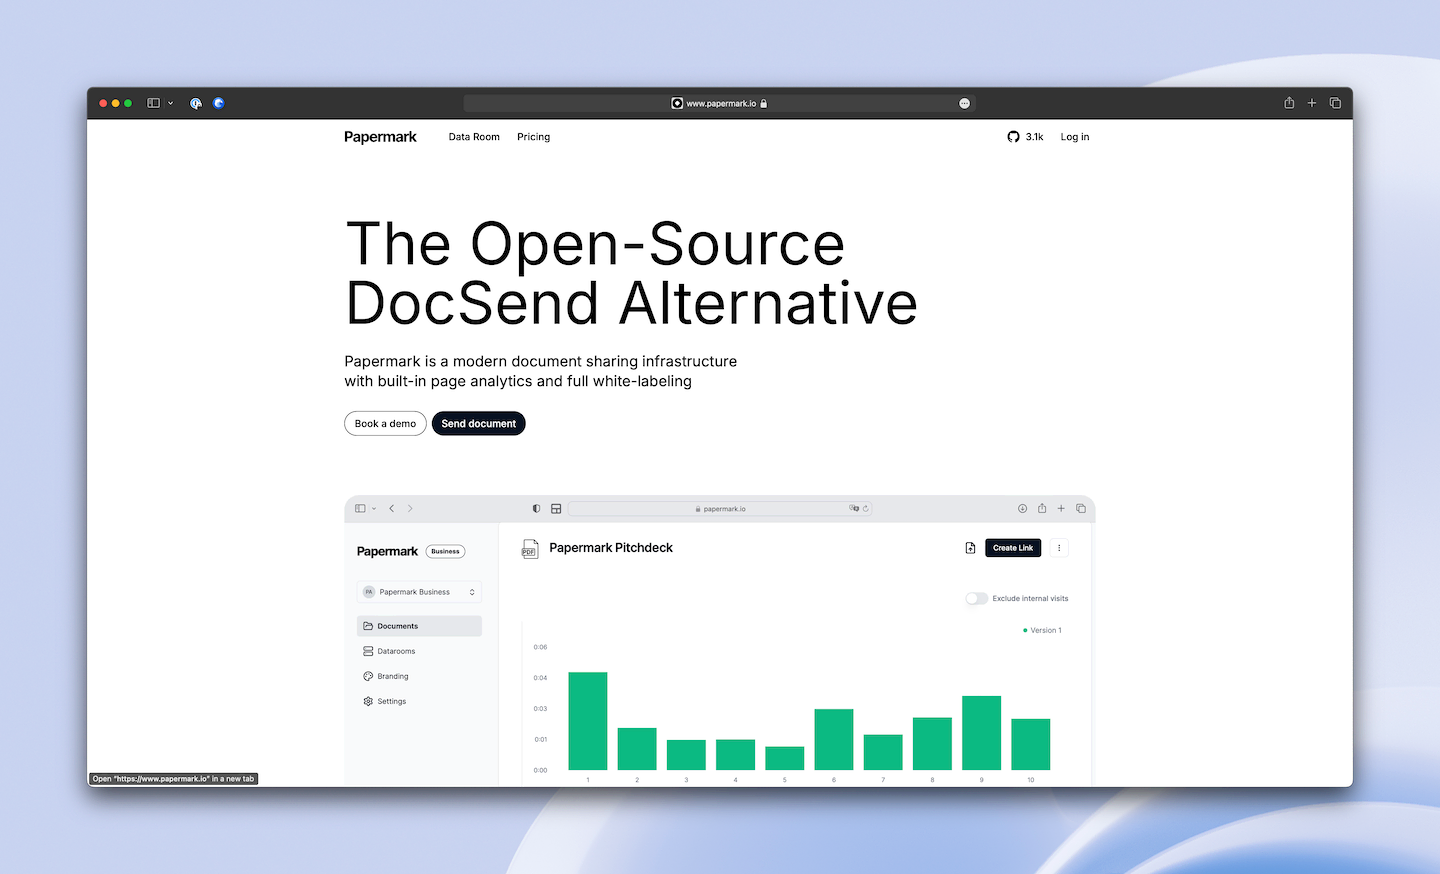 www.papermark.io
Papermark
Data Room
Pricing
3.1k
Log in
The Open-Source
DocSend Alternative
Papermark is a modern document sharing infrastructure
with built-in page analytics and full white-labeling
Book a demo
Send document
papermark.io
Papermark
Business
PA
Papermark Business
Documents
Datarooms
Branding
Settings
PDF
Papermark Pitchdeck
Create Link
Exclude internal visits
Version 1
0:06
0:04
0:03
0:01
0:00
1 2 3 4 5 6 7 8 9 10
Open "https://www.papermark.io" in a new tab